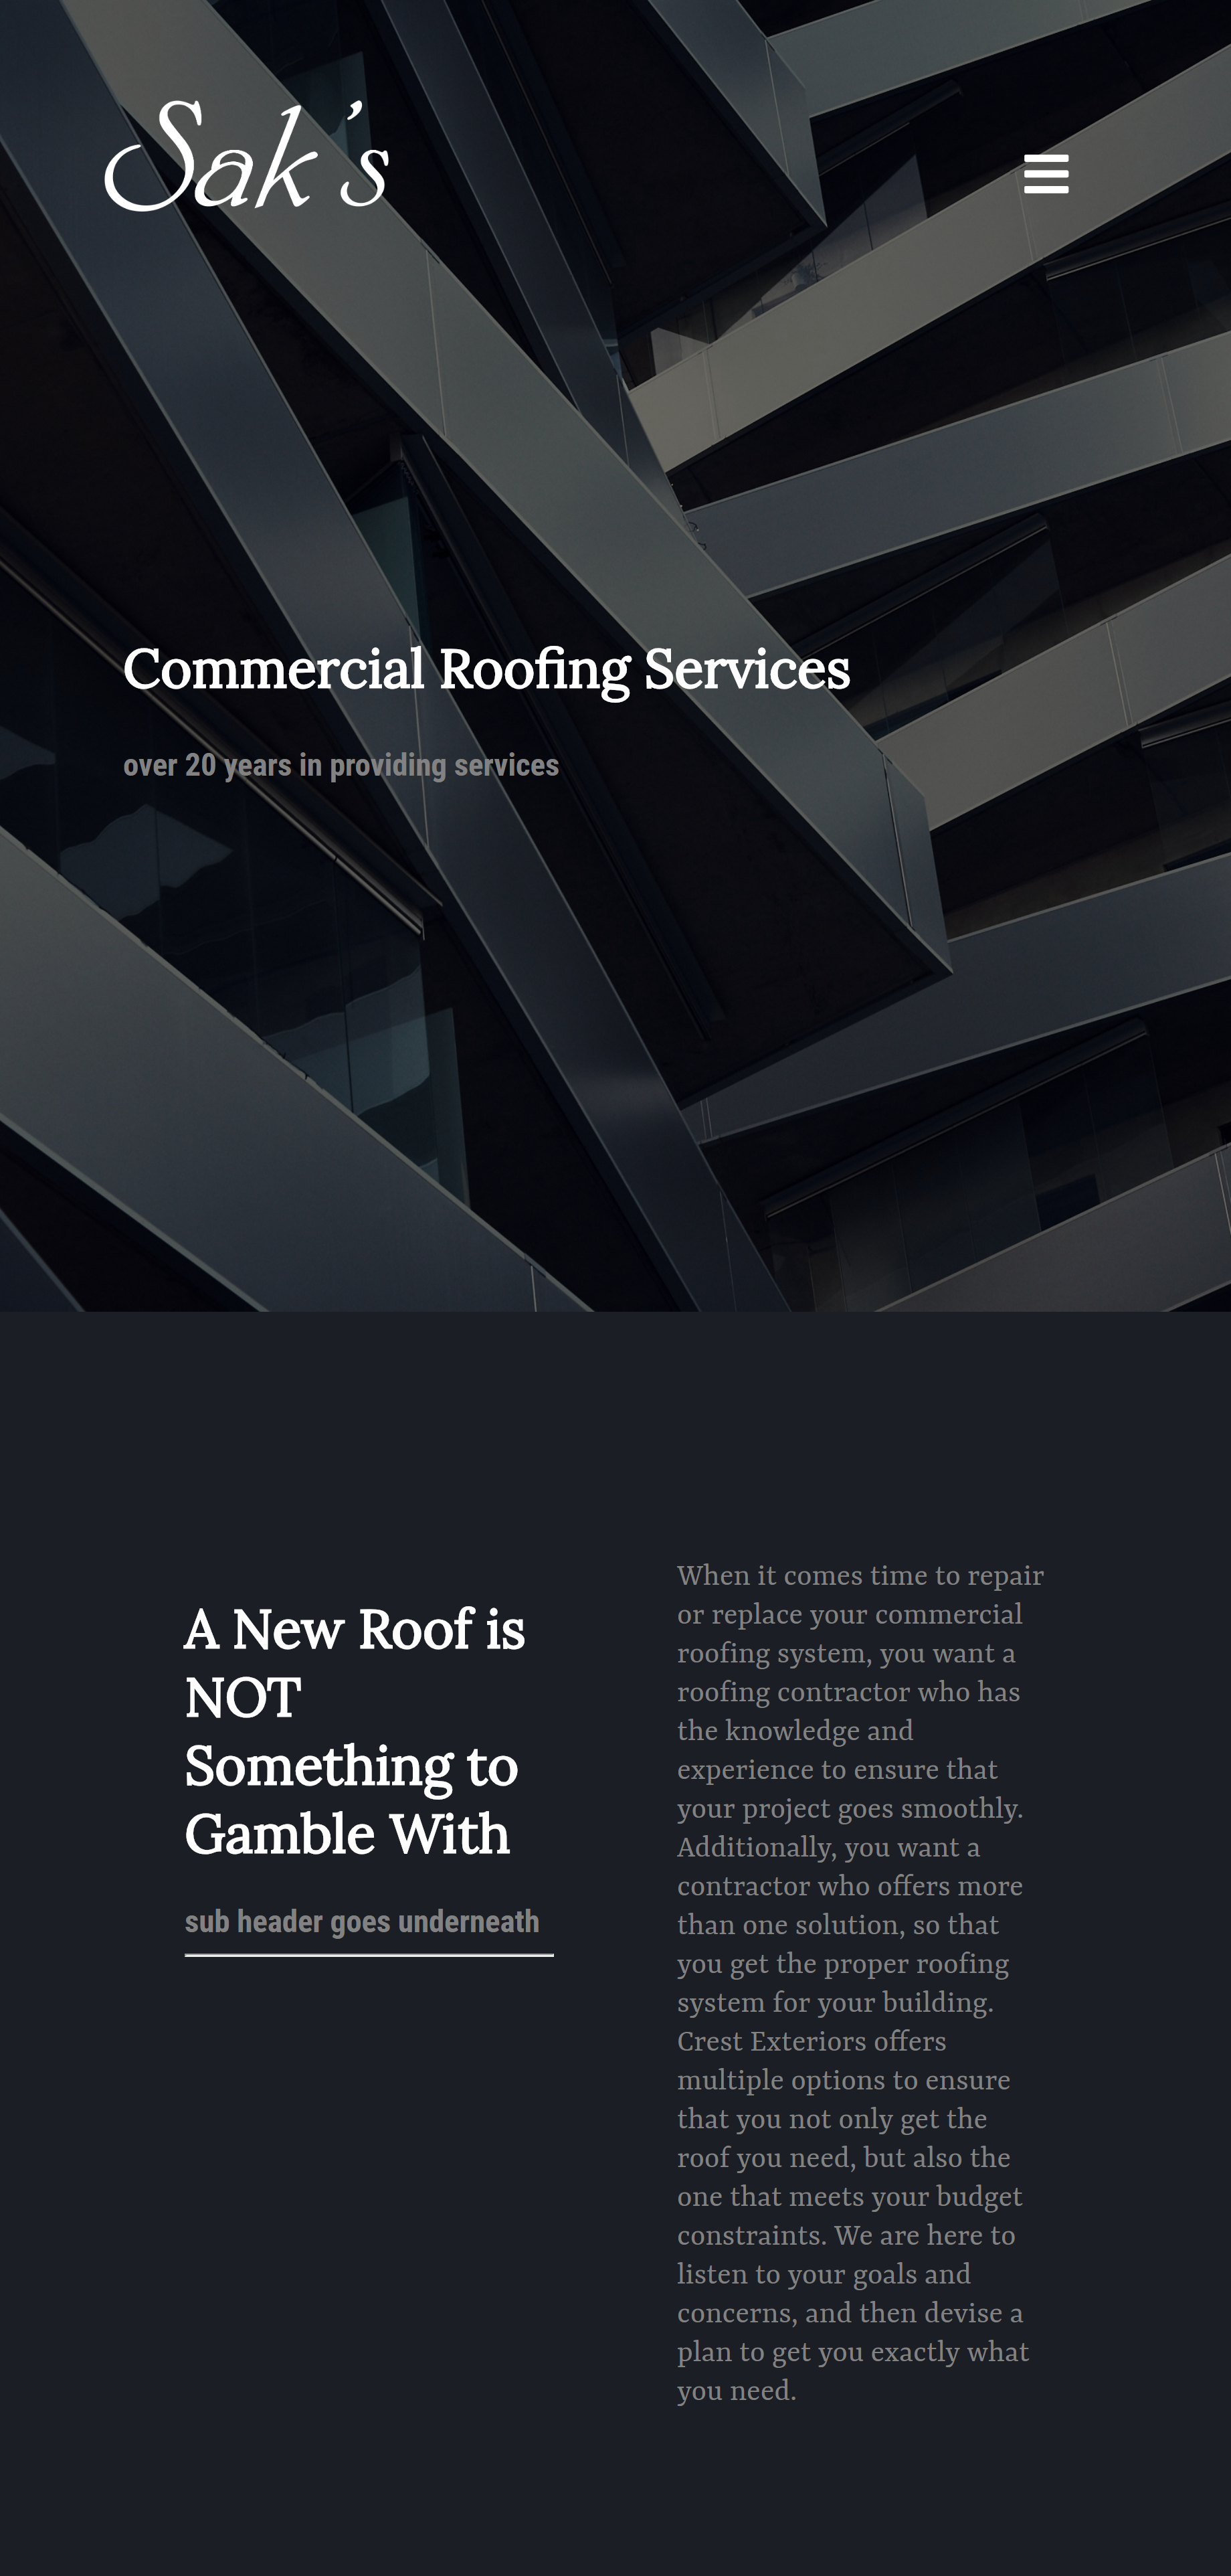 Sak's
Commercial Roofing Services
over 20 years in providing services
A New Roof is
NOT
Something to
Gamble With
sub header goes underneath
When it comes time to repair
or replace your commercial
roofing system, you want a
roofing contractor who has
the knowledge and
experience to ensure that
your project goes smoothly.
Additionally, you want a
contractor who offers more
than one solution, so that
you get the proper roofing
system for your building.
Crest Exteriors offers
multiple options to ensure
that you not only get the
roof you need, but also the
one that meets your budget
constraints. We are here to
listen to your goals and
concerns, and then devise a
plan to get you exactly what
you need.